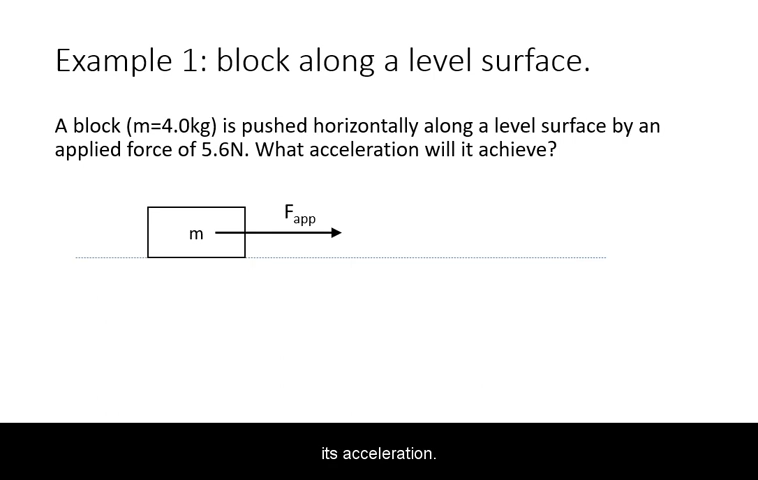 Example 1: block along a level surface.
A block (m=4.0kg) is pushed horizontally along a level surface by an
applied force of 5.6N. What acceleration will it achieve?
Fapp
m
its acceleration.